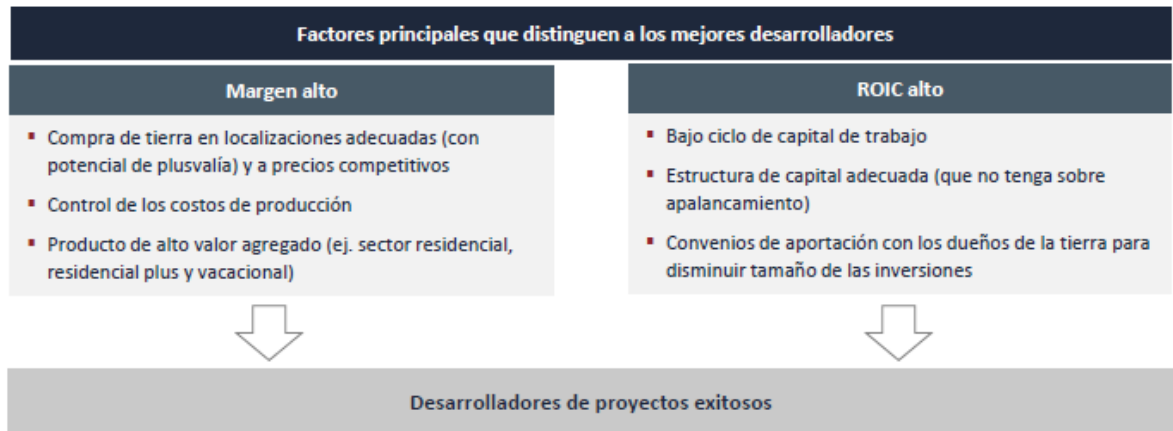 Factores principales que distinguen a los mejores desarrolladores
Margen alto
▪ Compra de tierra en localizaciones adecuadas (con
potencial de plusvalía) y a precios competitivos
▪ Control de los costos de producción
▪ Producto de alto valor agregado (ej. sector residencial,
residencial plus y vacacional)
ROIC alto
▪ Bajo ciclo de capital de trabajo
▪ Estructura de capital adecuada (que no tenga sobre
apalancamiento)
▪ Convenios de aportación con los dueños de la tierra para
disminuir tamaño de las inversiones
Desarrolladores de proyectos exitosos